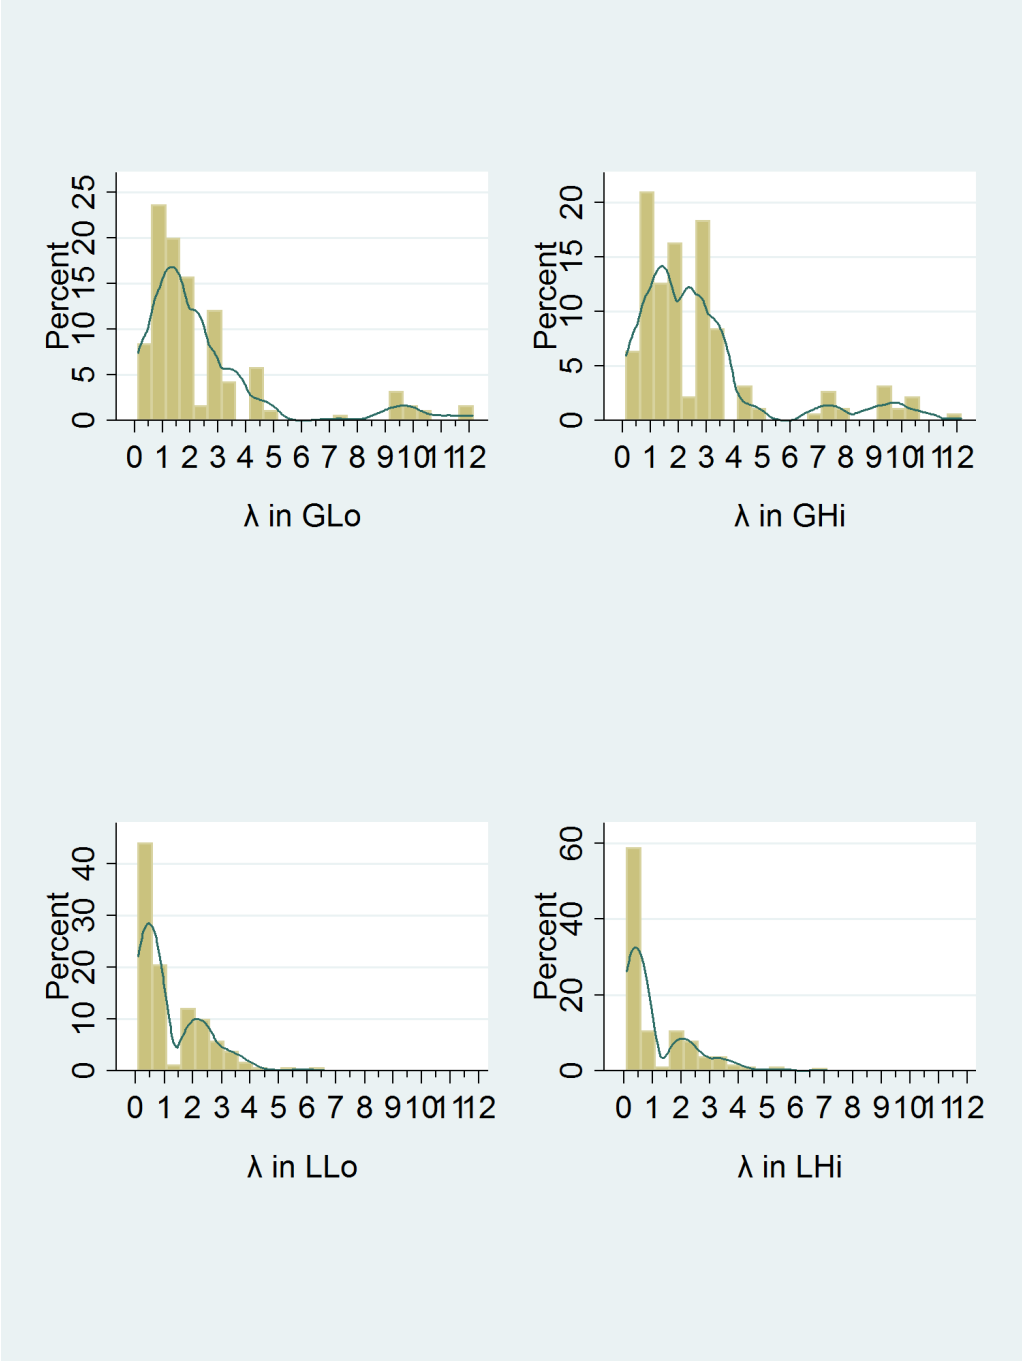 Percent
0 5 10 15 20 25
0 1 2 3 4 5 6 7 8 9 10 11 12
λ in GLo
Percent
0 5 10 15 20
0 1 2 3 4 5 6 7 8 9 10 11 12
λ in GHi
Percent
0 10 20 30 40
0 1 2 3 4 5 6 7 8 9 10 11 12
λ in LLo
Percent
0 20 40 60
0 1 2 3 4 5 6 7 8 9 10 11 12
λ in LHi